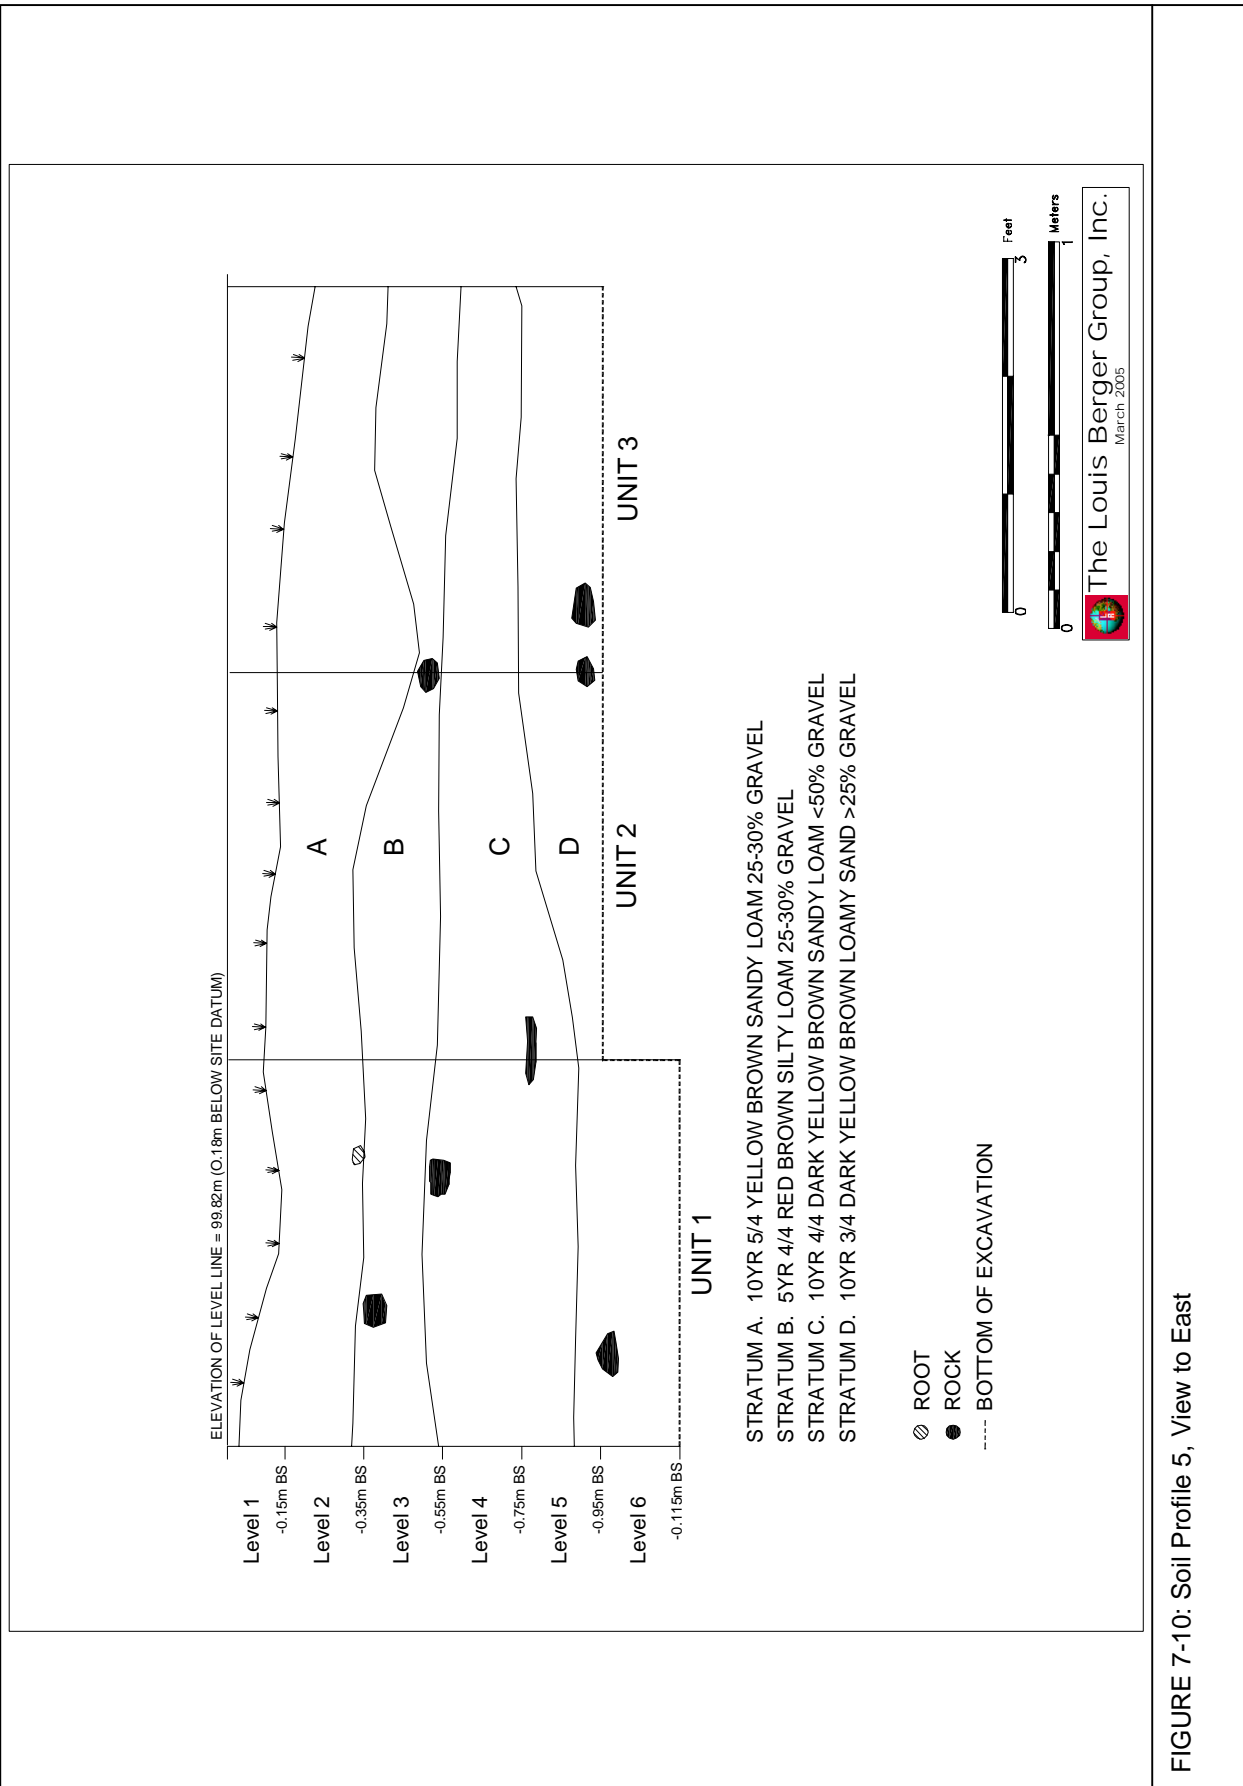 ELEVATION OF LEVEL LINE = 99.82m (O.18m BELOW SITE DATUM)
Level 1
-0.15m BS
Level 2
-0.35m BS
Level 3
-0.55m BS
Level 4
-0.75m BS
Level 5
-0.95m BS
Level 6
-0.115m BS
A
B
C
D
UNIT 1
UNIT 2
UNIT 3
STRATUM A. 10YR 5/4 YELLOW BROWN SANDY LOAM 25-30% GRAVEL
STRATUM B. 5YR 4/4 RED BROWN SILTY LOAM 25-30% GRAVEL
STRATUM C. 10YR 4/4 DARK YELLOW BROWN SANDY LOAM <50% GRAVEL
STRATUM D. 10YR 3/4 DARK YELLOW BROWN LOAMY SAND >25% GRAVEL
ROOT
ROCK
BOTTOM OF EXCAVATION
0 3 Feet
0 1 Meters
The Louis Berger Group, Inc.
March 2005
FIGURE 7-10: Soil Profile 5, View to East